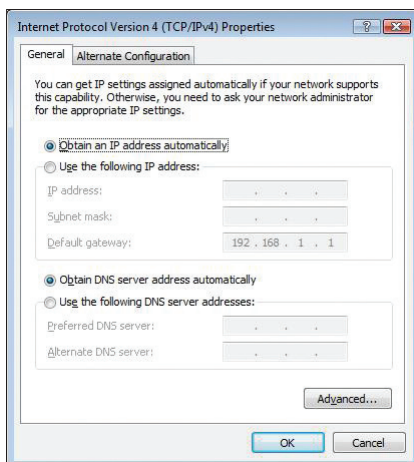 Internet Protocol Version 4 (TCP/IPv4) Properties
General
Alternate Configuration
You can get IP settings assigned automatically if your network supports
this capability. Otherwise, you need to ask your network administrator
for the appropriate IP settings.
Obtain an IP address automatically
Use the following IP address:
IP address:
Subnet mask:
Default gateway:
192 . 168 . 1 . 1
Obtain DNS server address automatically
Use the following DNS server addresses:
Preferred DNS server:
Alternate DNS server:
Advanced...
OK
Cancel